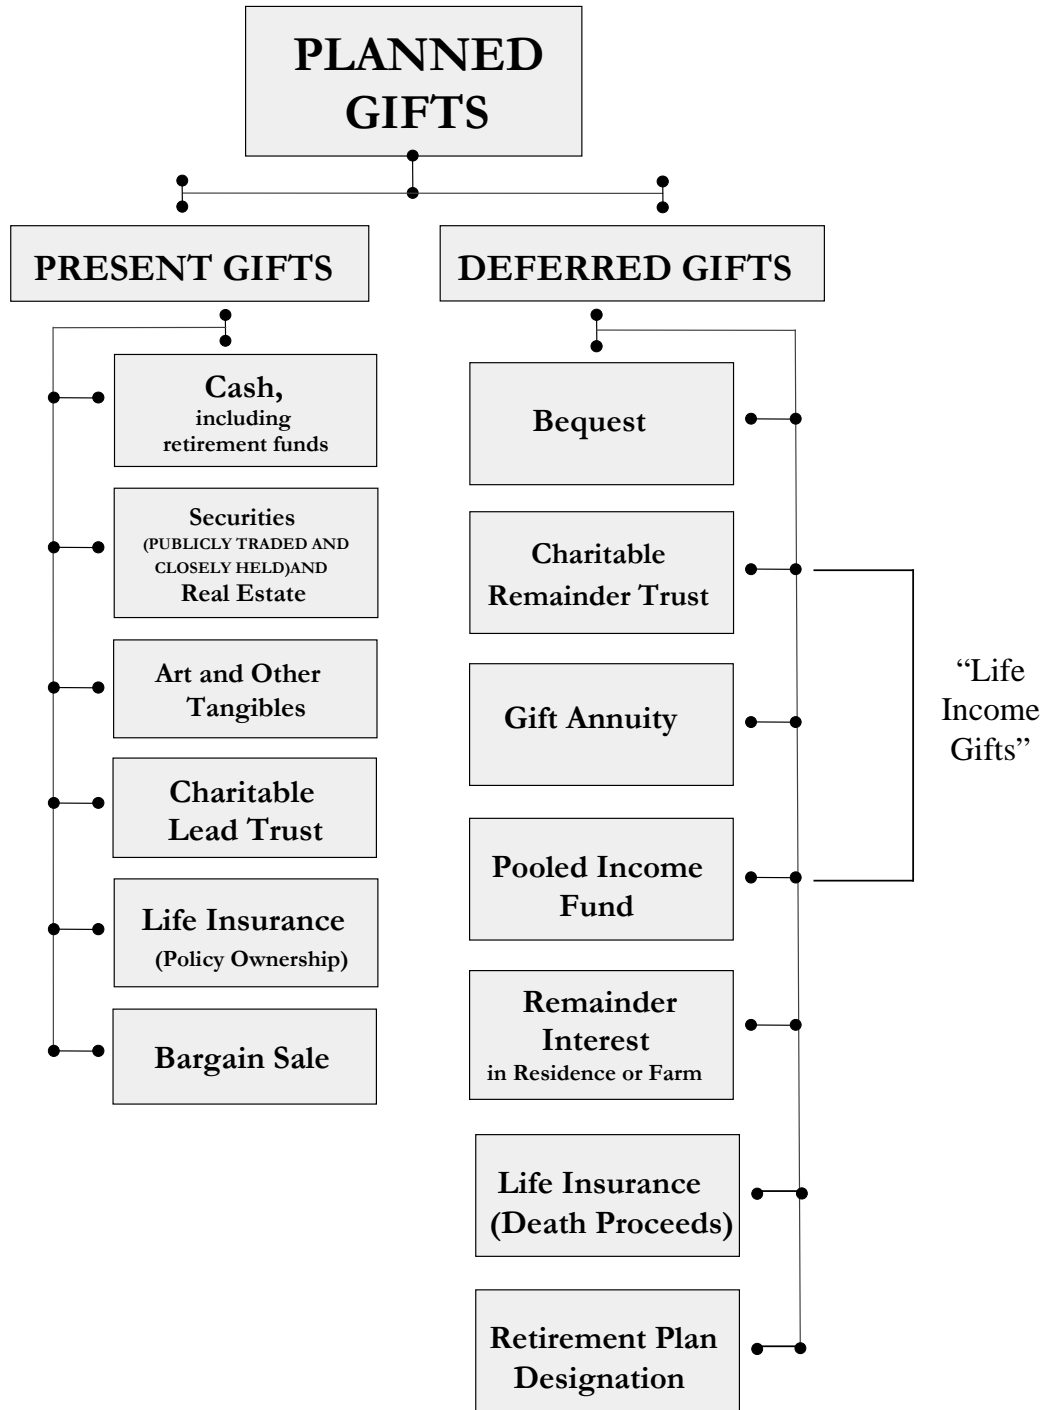 PLANNED
GIFTS
PRESENT GIFTS
Cash,
including
retirement funds
Securities
(PUBLICLY TRADED AND
CLOSELY HELD)AND
Real Estate
Art and Other
Tangibles
Charitable
Lead Trust
Life Insurance
(Policy Ownership)
Bargain Sale
DEFERRED GIFTS
Bequest
Charitable
Remainder Trust
Gift Annuity
Pooled Income
Fund
Remainder
Interest
in Residence or Farm
Life Insurance
(Death Proceeds)
Retirement Plan
Designation
“Life
Income
Gifts”